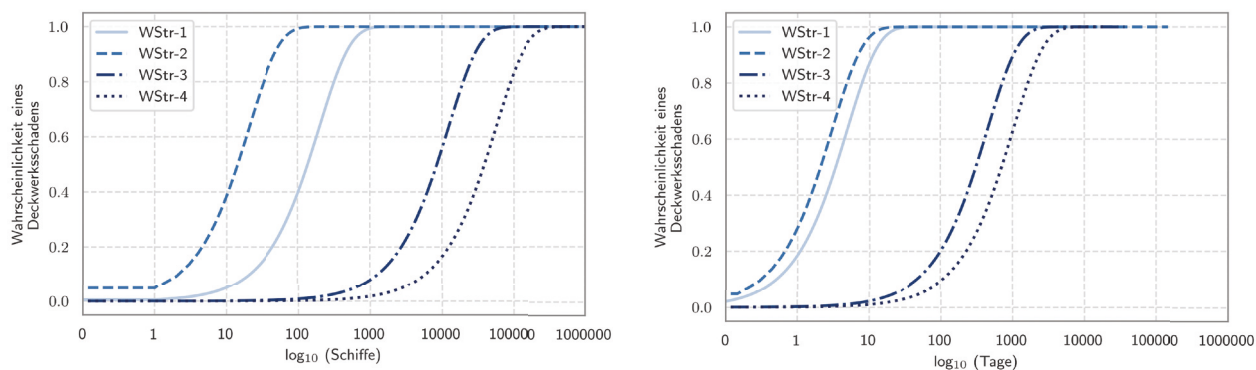 Wahrscheinlichkeit eines
Deckwerksschadens
1.0
0.8
0.6
0.4
0.2
0.0
WStr-1
WStr-2
WStr-3
WStr-4
0 1 10 100 1000 10000 100000 1000000
log₁₀ (Schiffe)
Wahrscheinlichkeit eines
Deckwerksschadens
1.0
0.8
0.6
0.4
0.2
0.0
WStr-1
WStr-2
WStr-3
WStr-4
0 1 10 100 1000 10000 100000 1000000
log₁₀ (Tage)